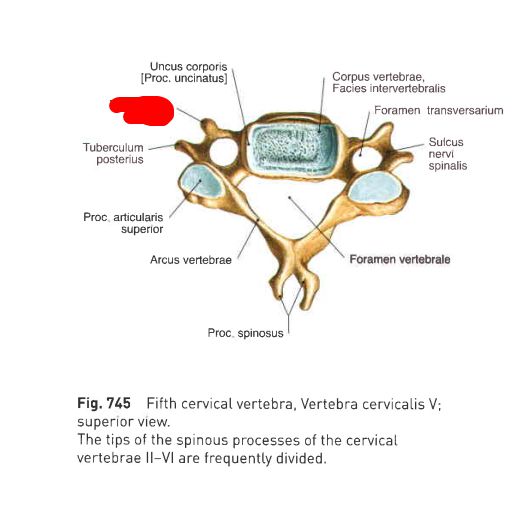 Uncus corporis
[Proc. uncinatus]
Corpus vertebrae,
Facies intervertebralis
Foramen transversarium
Tuberculum
posterius
Sulcus
nervi
spinalis
Proc. articularis
superior
Arcus vertebrae
Foramen vertebrale
Proc. spinosus
Fig. 745 Fifth cervical vertebra, Vertebra cervicalis V;
superior view.
The tips of the spinous processes of the cervical
vertebrae II–VI are frequently divided.